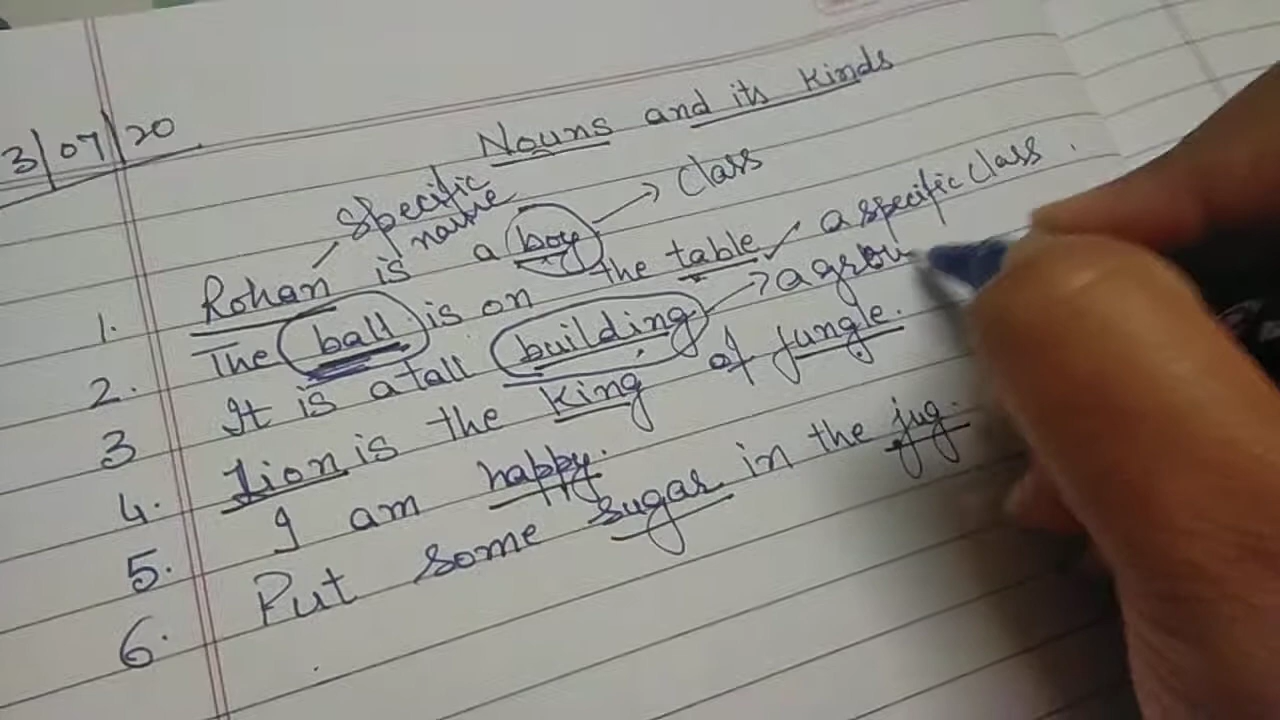 3/07/20
Nouns and its kinds
Specific name
Class
1. Rohan is a boy
a specific class.
2. The ball is on the table
a grou
3 It is a tall building
4. Lion is the king of jungle.
5. I am happy.
6. Put some sugar in the jug.